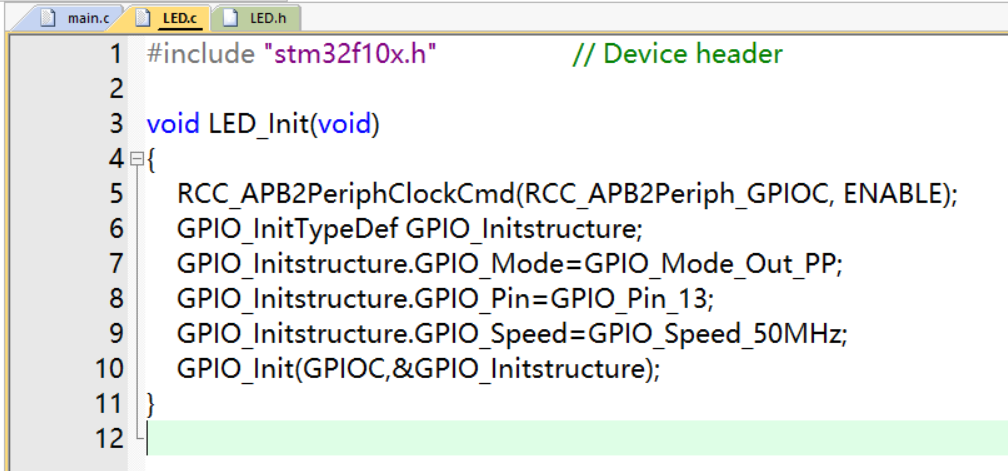 main.c LED.c LED.h
1 #include "stm32f10x.h" // Device header
2
3 void LED_Init(void)
4 {
5 RCC_APB2PeriphClockCmd(RCC_APB2Periph_GPIOC, ENABLE);
6 GPIO_InitTypeDef GPIO_Initstructure;
7 GPIO_Initstructure.GPIO_Mode=GPIO_Mode_Out_PP;
8 GPIO_Initstructure.GPIO_Pin=GPIO_Pin_13;
9 GPIO_Initstructure.GPIO_Speed=GPIO_Speed_50MHz;
10 GPIO_Init(GPIOC,&GPIO_Initstructure);
11 }
12